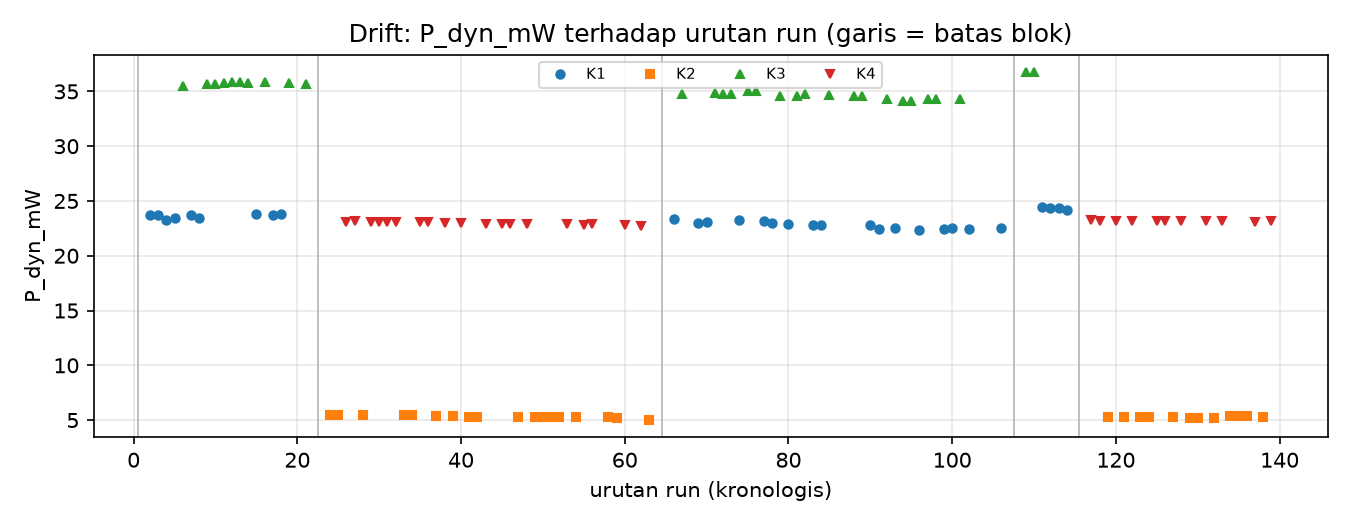 Drift: P_dyn_mW terhadap urutan run (garis = batas blok)
K1 K2 K3 K4
P_dyn_mW
35
30
25
20
15
10
5
0 20 40 60 80 100 120 140
urutan run (kronologis)